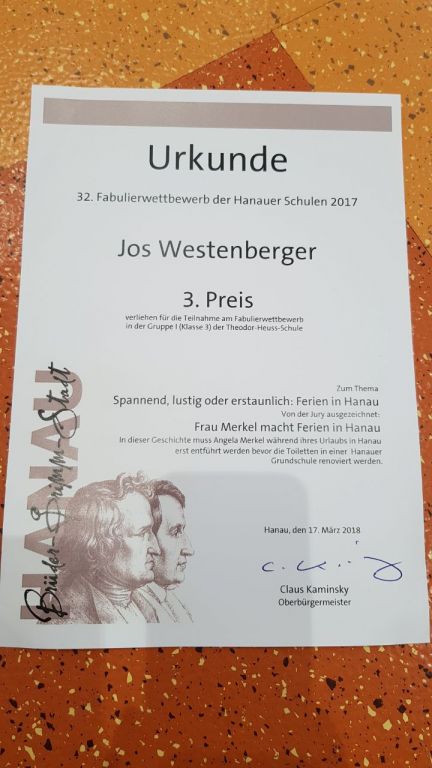 Urkunde
32. Fabulierwettbewerb der Hanauer Schulen 2017
Jos Westenberger
3. Preis
verliehen für die Teilnahme am Fabulierwettbewerb
in der Gruppe I (Klasse 3) der Theodor-Heuss-Schule
Zum Thema
Spannend, lustig oder erstaunlich: Ferien in Hanau
Von der Jury ausgezeichnet:
Frau Merkel macht Ferien in Hanau
In dieser Geschichte muss Angela Merkel während ihres Urlaubs in Hanau
erst entführt werden bevor die Toiletten in einer Hanauer
Grundschule renoviert werden.
HANAU
Brüder-Grimm-Stadt
Hanau, den 17. März 2018
Claus Kaminsky
Oberbürgermeister